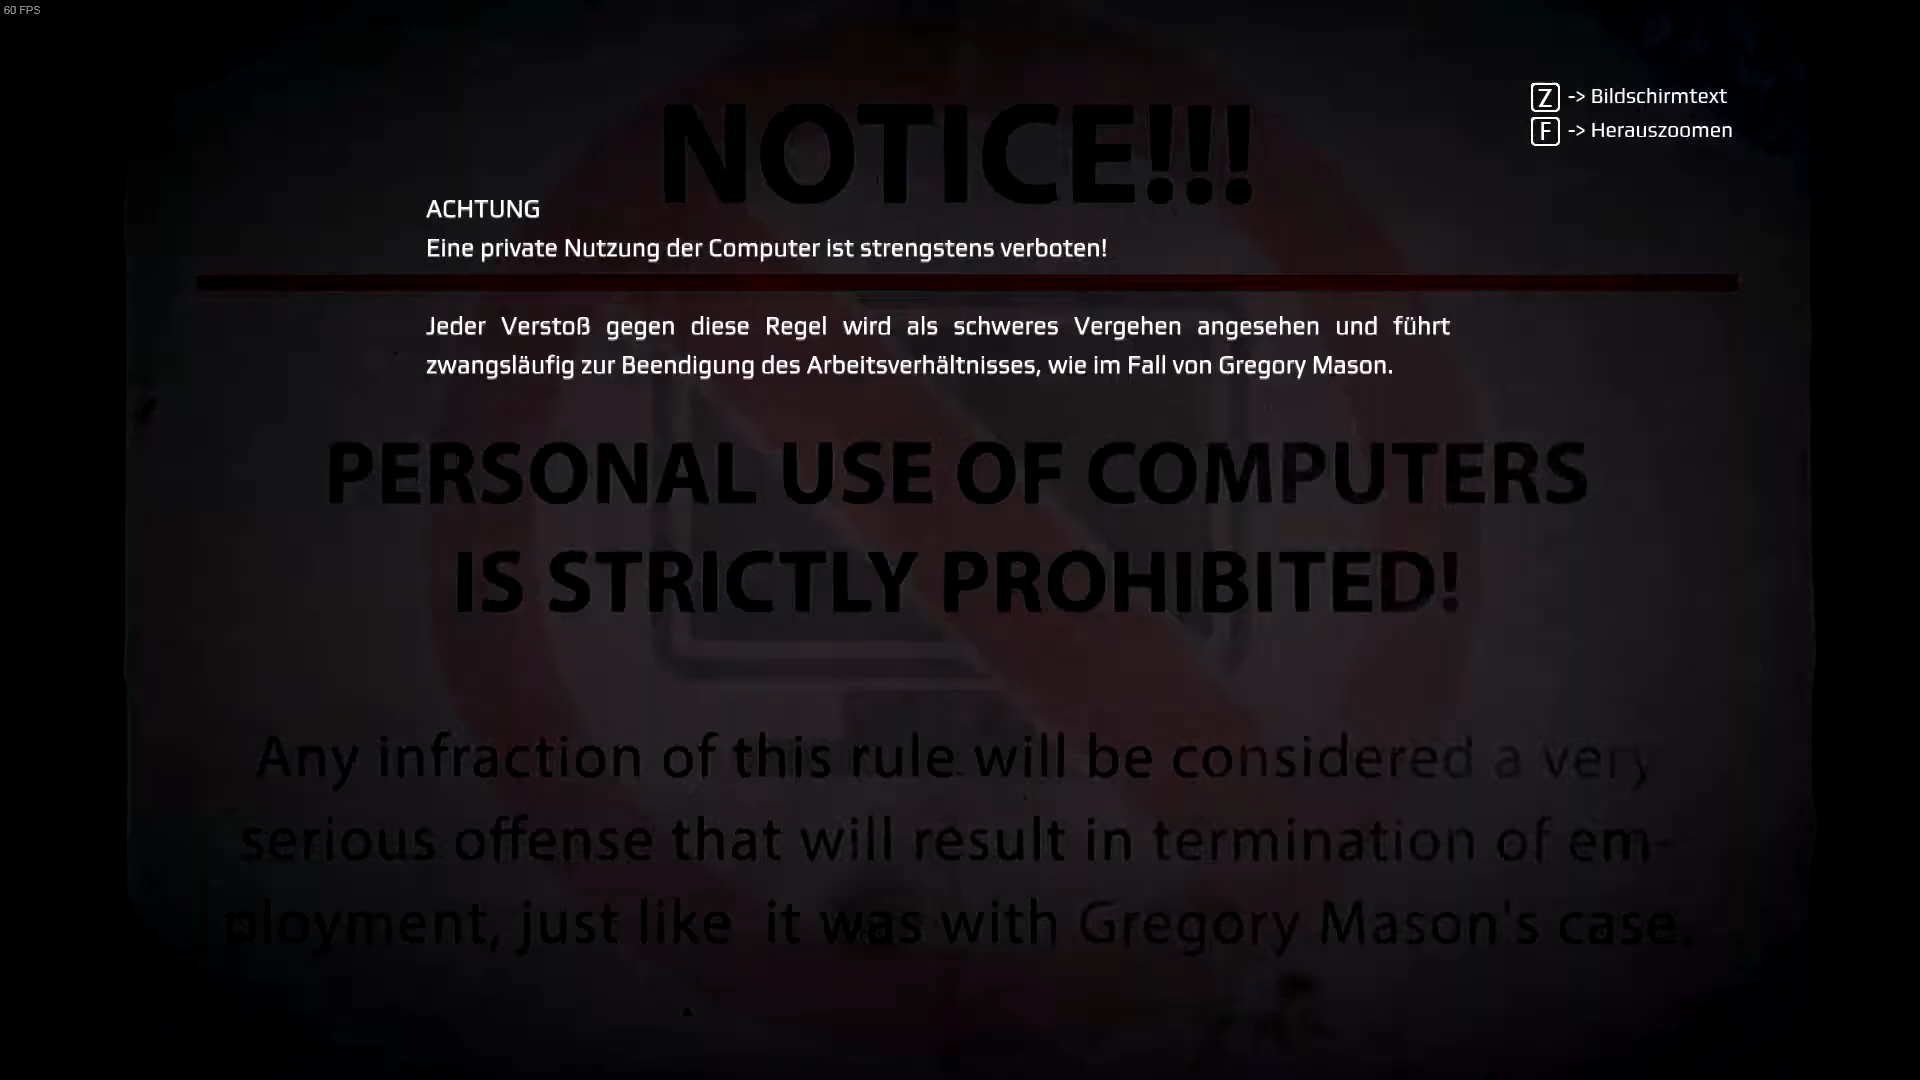 60 FPS
Z -> Bildschirmtext
F -> Herauszoomen
NOTICE!!!
ACHTUNG
Eine private Nutzung der Computer ist strengstens verboten!
Jeder Verstoß gegen diese Regel wird als schweres Vergehen angesehen und führt
zwangsläufig zur Beendigung des Arbeitsverhältnisses, wie im Fall von Gregory Mason.
PERSONAL USE OF COMPUTERS
IS STRICTLY PROHIBITED!
Any infraction of this rule will be considered a very
serious offense that will result in termination of em-
ployment, just like it was with Gregory Mason's case.